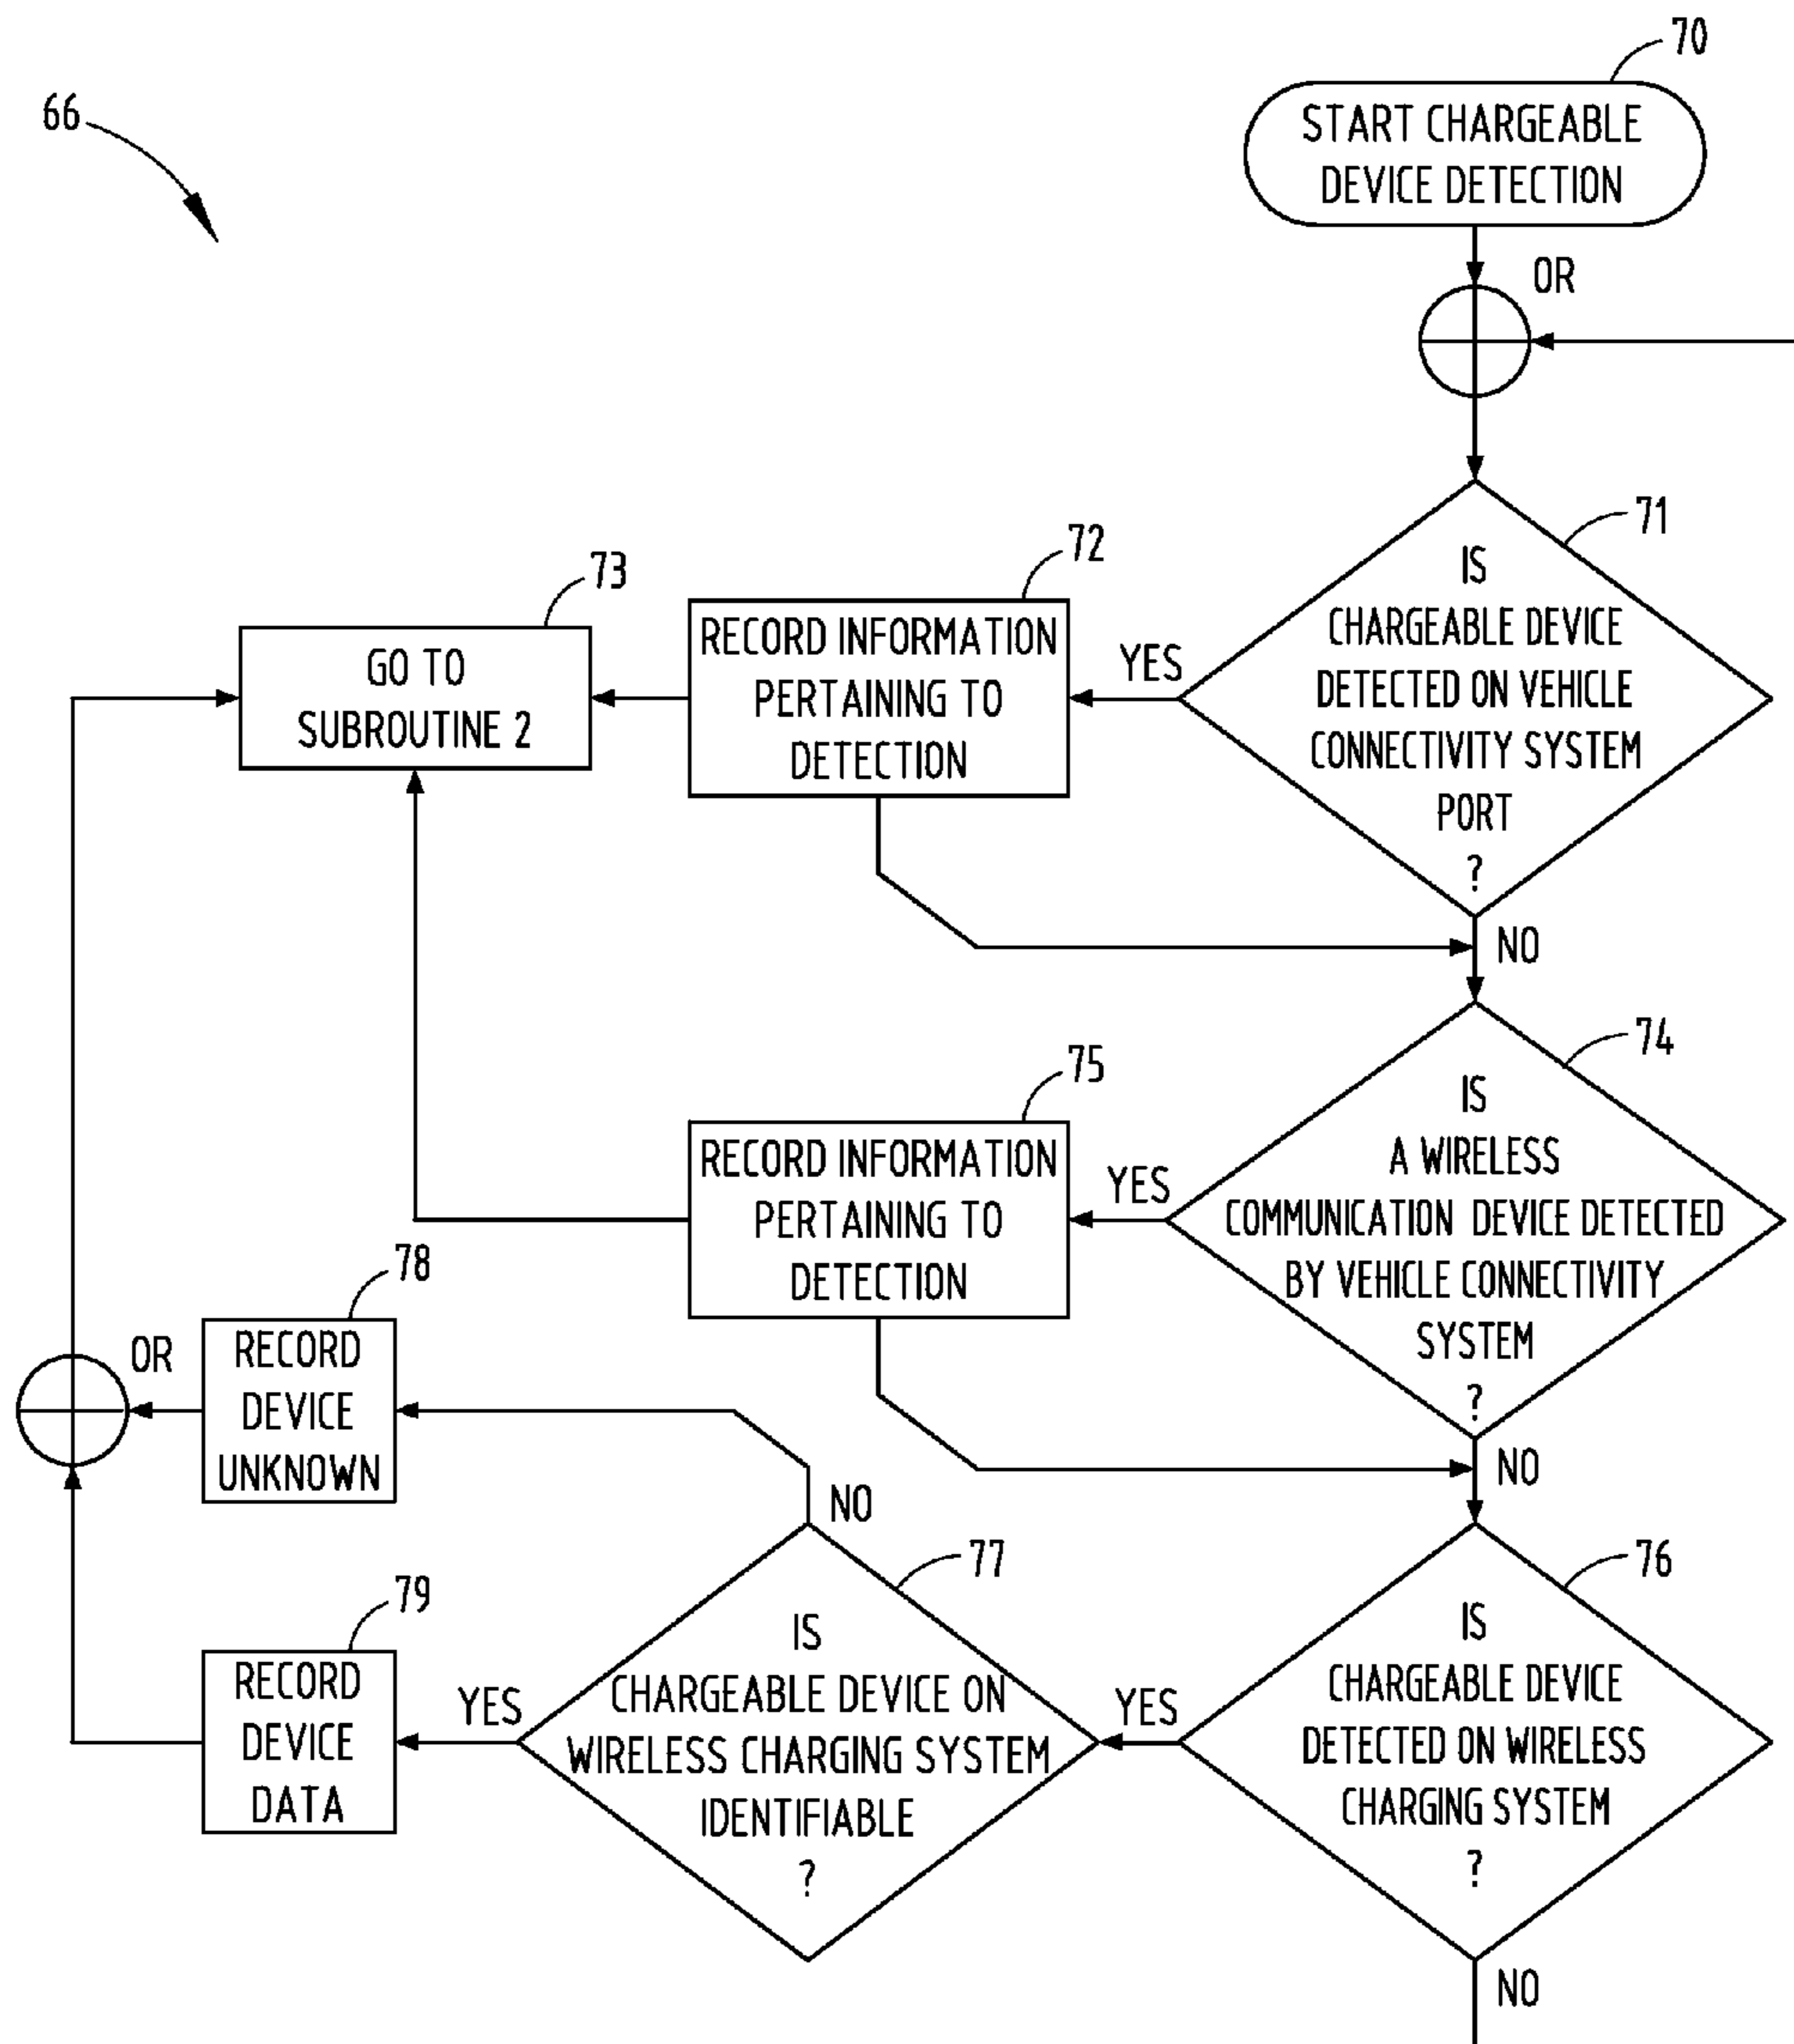 70
66
START CHARGEABLE
DEVICE DETECTION
OR
71
IS
CHARGEABLE DEVICE
DETECTED ON VEHICLE
CONNECTIVITY SYSTEM
PORT
?
YES
NO
72
RECORD INFORMATION
PERTAINING TO
DETECTION
73
GO TO
SUBROUTINE 2
74
IS
A WIRELESS
COMMUNICATION DEVICE DETECTED
BY VEHICLE CONNECTIVITY
SYSTEM
?
YES
NO
75
RECORD INFORMATION
PERTAINING TO
DETECTION
76
IS
CHARGEABLE DEVICE
DETECTED ON WIRELESS
CHARGING SYSTEM
?
YES
NO
77
IS
CHARGEABLE DEVICE ON
WIRELESS CHARGING SYSTEM
IDENTIFIABLE
?
NO
YES
78
RECORD
DEVICE
UNKNOWN
OR
79
RECORD
DEVICE
DATA